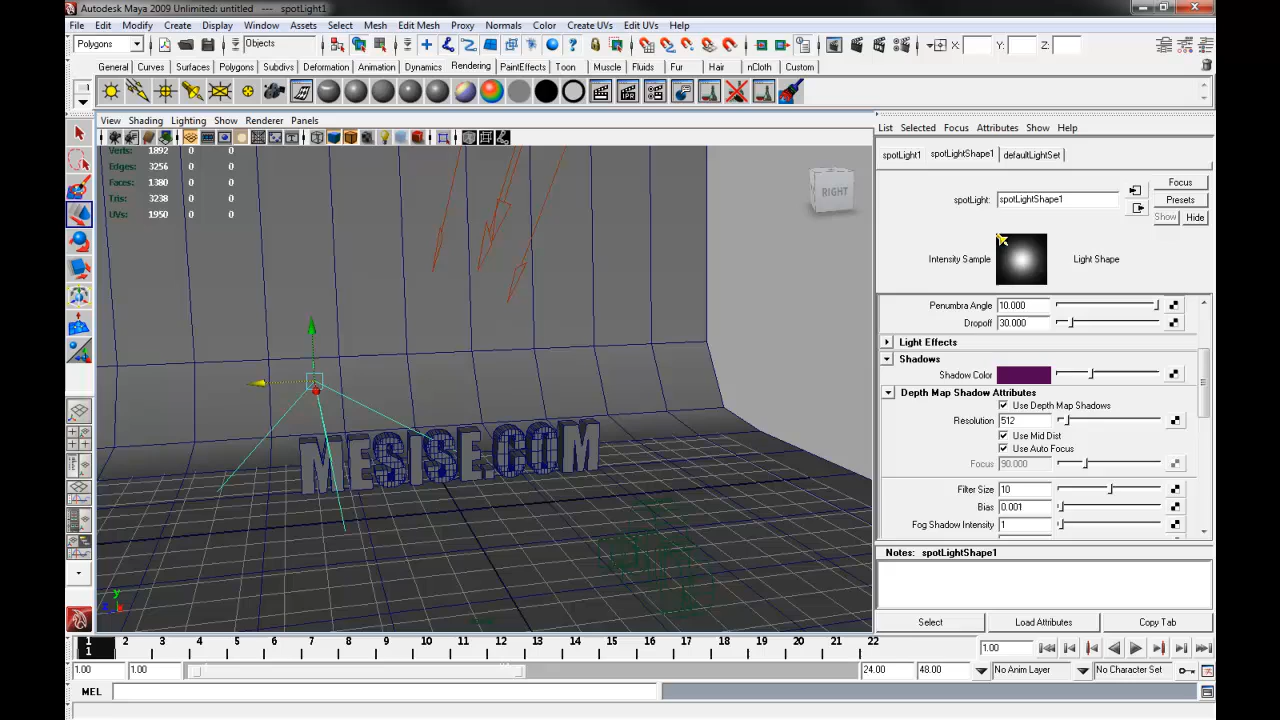 Autodesk Maya 2009 Unlimited: untitled --- spotLight1
File Edit Modify Create Display Window Assets Select Mesh Edit Mesh Proxy Normals Color Create UVs Edit UVs Help
Polygons Objects X: Y: Z:
General Curves Surfaces Polygons Subdivs Deformation Animation Dynamics Rendering PaintEffects Toon Muscle Fluids Fur Hair nCloth Custom
View Shading Lighting Show Renderer Panels
Verts: 1892 0 0
Edges: 3256 0 0
Faces: 1380 0 0
Tris: 3238 0 0
UVs: 1950 0 0
RIGHT
MESISE.COM
y
List Selected Focus Attributes Show Help
spotLight1 spotLightShape1 defaultLightSet
spotLight: spotLightShape1
Focus
Presets
Show Hide
Intensity Sample Light Shape
Penumbra Angle 10.000
Dropoff 30.000
Light Effects
Shadows
Shadow Color
Depth Map Shadow Attributes
Use Depth Map Shadows
Resolution 512
Use Mid Dist
Use Auto Focus
Focus 90.000
Filter Size 10
Bias 0.001
Fog Shadow Intensity 1
Notes: spotLightShape1
Select Load Attributes Copy Tab
1 2 3 4 5 6 7 8 9 10 11 12 13 14 15 16 17 18 19 20 21 22
1 1.00
1.00 1.00 24.00 48.00 No Anim Layer No Character Set
MEL